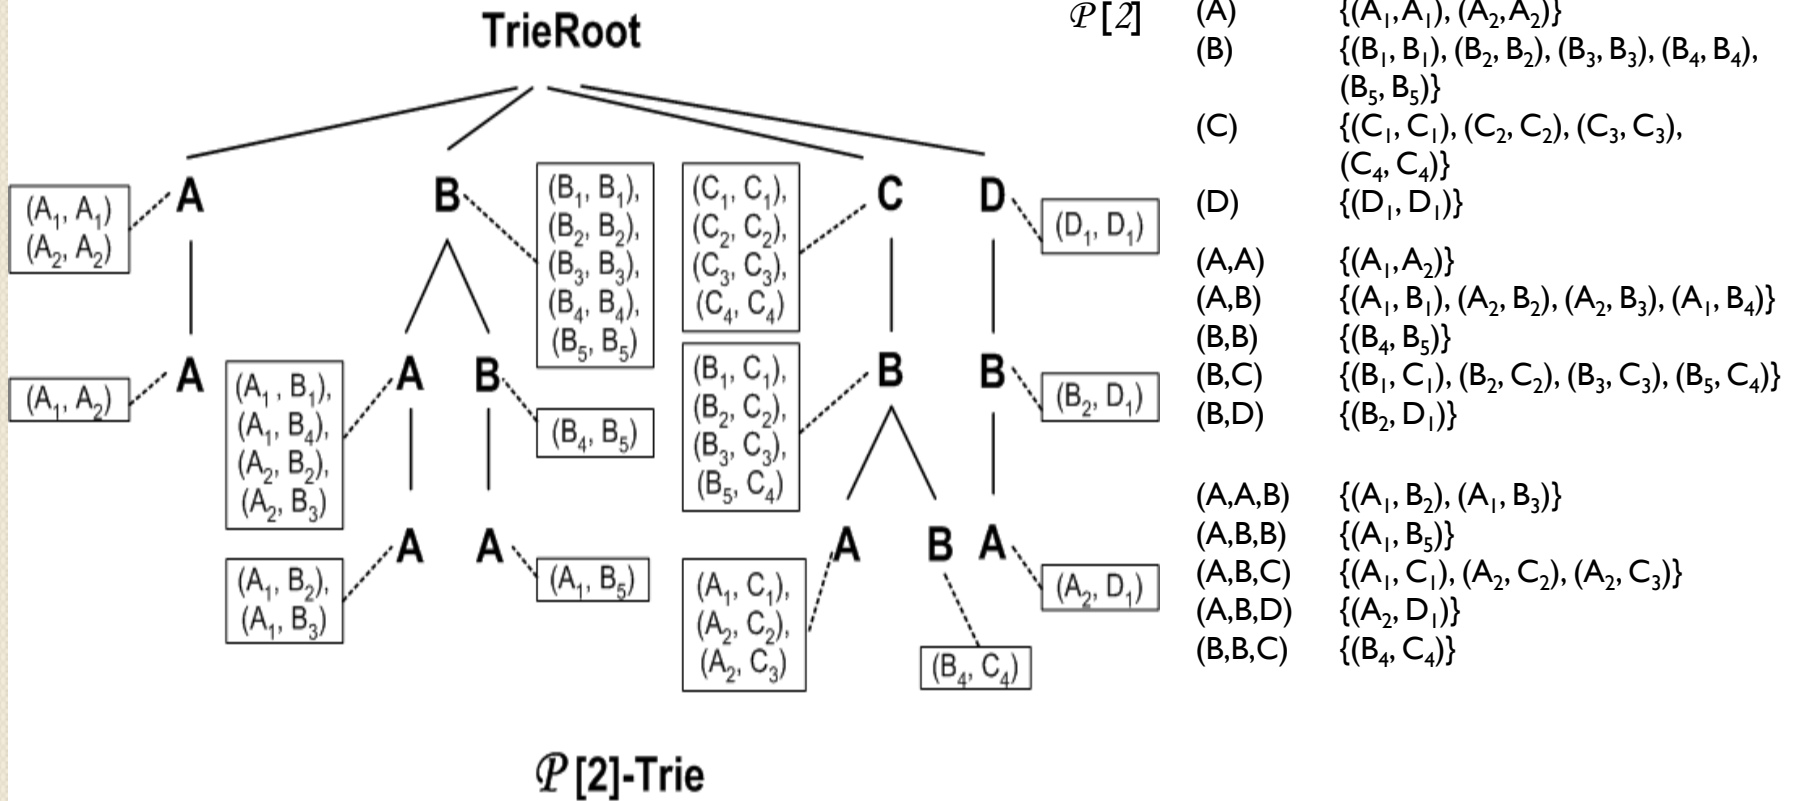 TrieRoot
A
B
C
D
(A₁, A₁)
(A₂, A₂)
(B₁, B₁),
(B₂, B₂),
(B₃, B₃),
(B₄, B₄),
(B₅, B₅)
(C₁, C₁),
(C₂, C₂),
(C₃, C₃),
(C₄, C₄)
(D₁, D₁)
A
A
B
B
B
(A₁, A₂)
(A₁, B₁),
(A₁, B₄),
(A₂, B₂),
(A₂, B₃)
(B₄, B₅)
(B₁, C₁),
(B₂, C₂),
(B₃, C₃),
(B₅, C₄)
(B₂, D₁)
A
A
A
B
A
(A₁, B₂),
(A₁, B₃)
(A₁, B₅)
(A₁, C₁),
(A₂, C₂),
(A₂, C₃)
(B₄, C₄)
(A₂, D₁)
𝒫[2]-Trie
𝒫[2]
(A) {(A₁,A₁), (A₂,A₂)}
(B) {(B₁, B₁), (B₂, B₂), (B₃, B₃), (B₄, B₄),
(B₅, B₅)}
(C) {(C₁, C₁), (C₂, C₂), (C₃, C₃),
(C₄, C₄)}
(D) {(D₁, D₁)}
(A,A) {(A₁,A₂)}
(A,B) {(A₁, B₁), (A₂, B₂), (A₂, B₃), (A₁, B₄)}
(B,B) {(B₄, B₅)}
(B,C) {(B₁, C₁), (B₂, C₂), (B₃, C₃), (B₅, C₄)}
(B,D) {(B₂, D₁)}
(A,A,B) {(A₁, B₂), (A₁, B₃)}
(A,B,B) {(A₁, B₅)}
(A,B,C) {(A₁, C₁), (A₂, C₂), (A₂, C₃)}
(A,B,D) {(A₂, D₁)}
(B,B,C) {(B₄, C₄)}